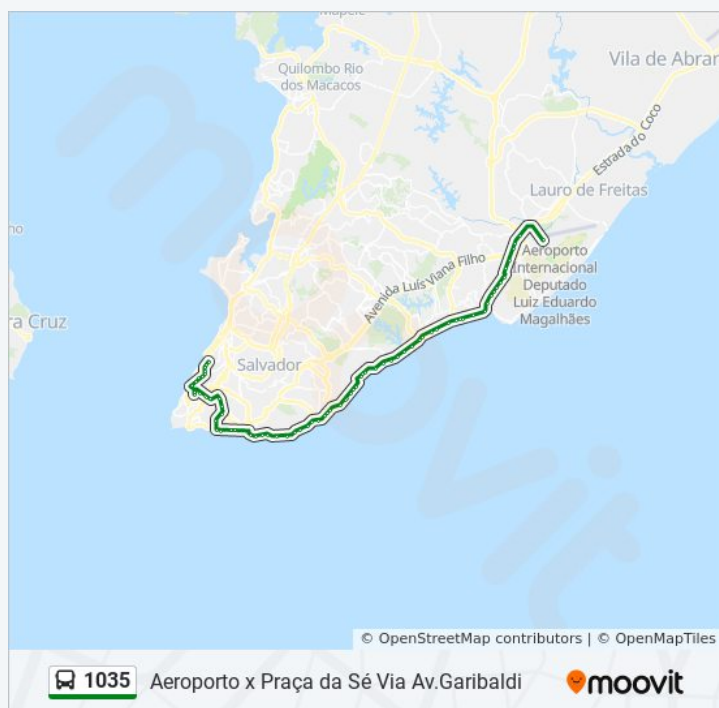 Mapele
Quilombo Rio
dos Macacos
Vila de Abran
Estrada do Coco
Lauro de Freitas
no
Aeroporto
Internacional
Deputado
Luiz Eduardo
Magalhães
Avenida Luís Viana Filho
ra Cruz
Salvador
moovit
© OpenStreetMap contributors | © OpenMapTiles
1035 Aeroporto x Praça da Sé Via Av.Garibaldi moovit